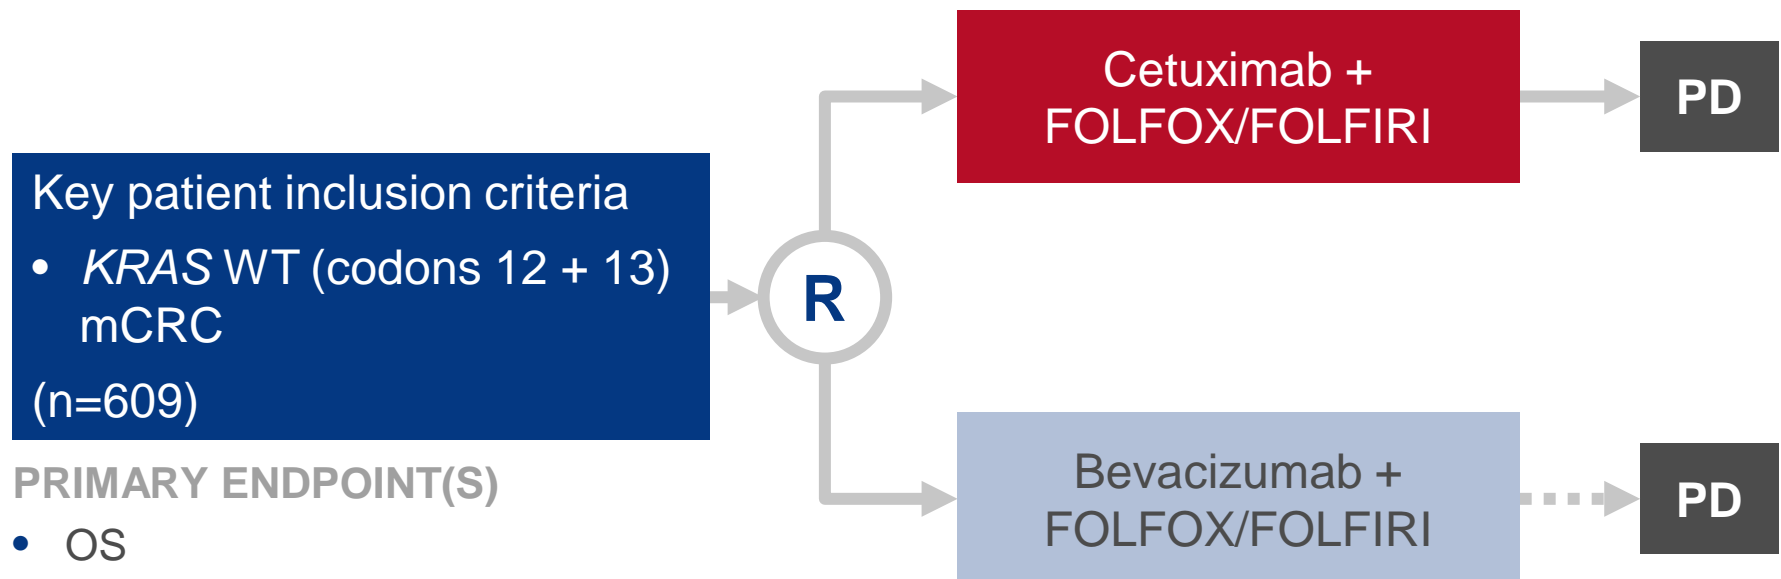 Key patient inclusion criteria
• KRAS WT (codons 12 + 13)
mCRC
(n=609)
PRIMARY ENDPOINT(S)
• OS
R
Cetuximab +
FOLFOX/FOLFIRI
PD
Bevacizumab +
FOLFOX/FOLFIRI
PD